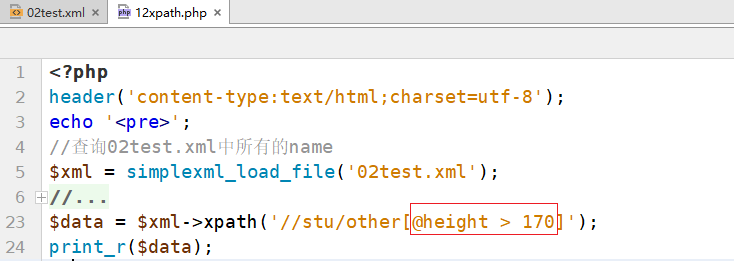 02test.xml × 12xpath.php ×
1 <?php
2 header('content-type:text/html;charset=utf-8');
3 echo '<pre>';
4 //查询02test.xml中所有的name
5 $xml = simplexml_load_file('02test.xml');
6 //...
23 $data = $xml->xpath('//stu/other[@height > 170]');
24 print_r($data);